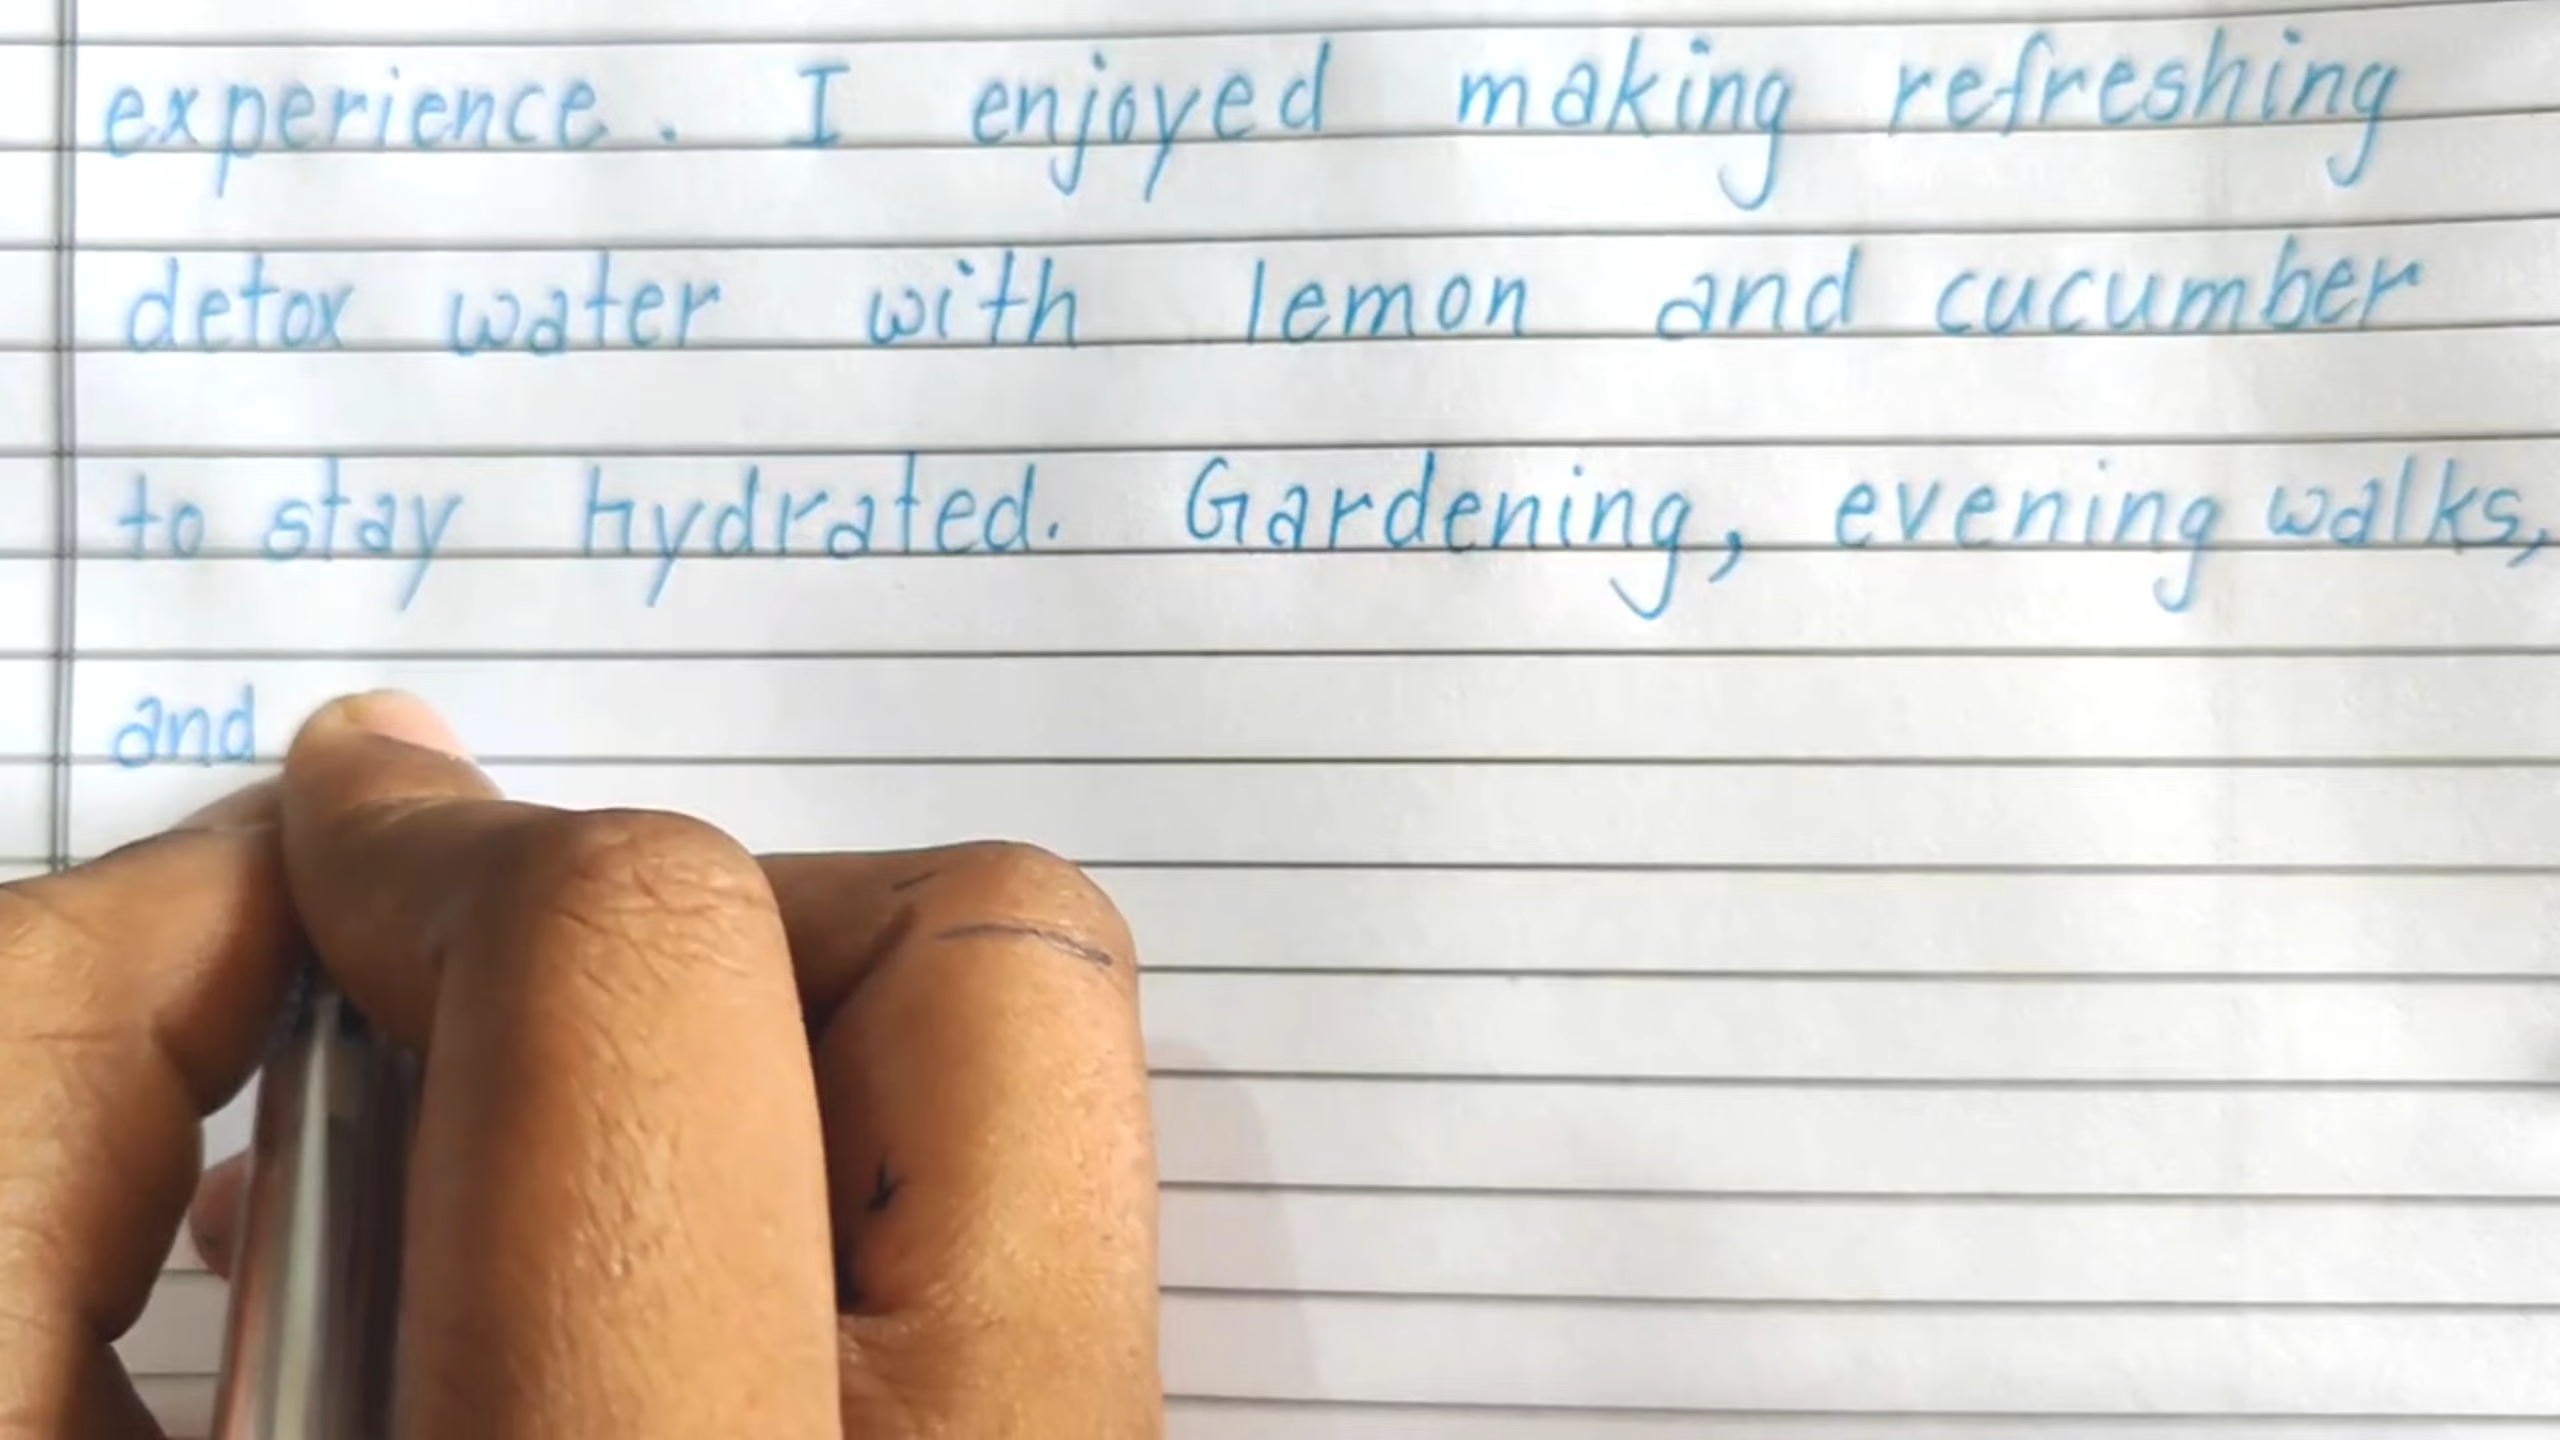 experience. I enjoyed making refreshing
detox water with lemon and cucumber
to stay hydrated. Gardening, evening walks,
and